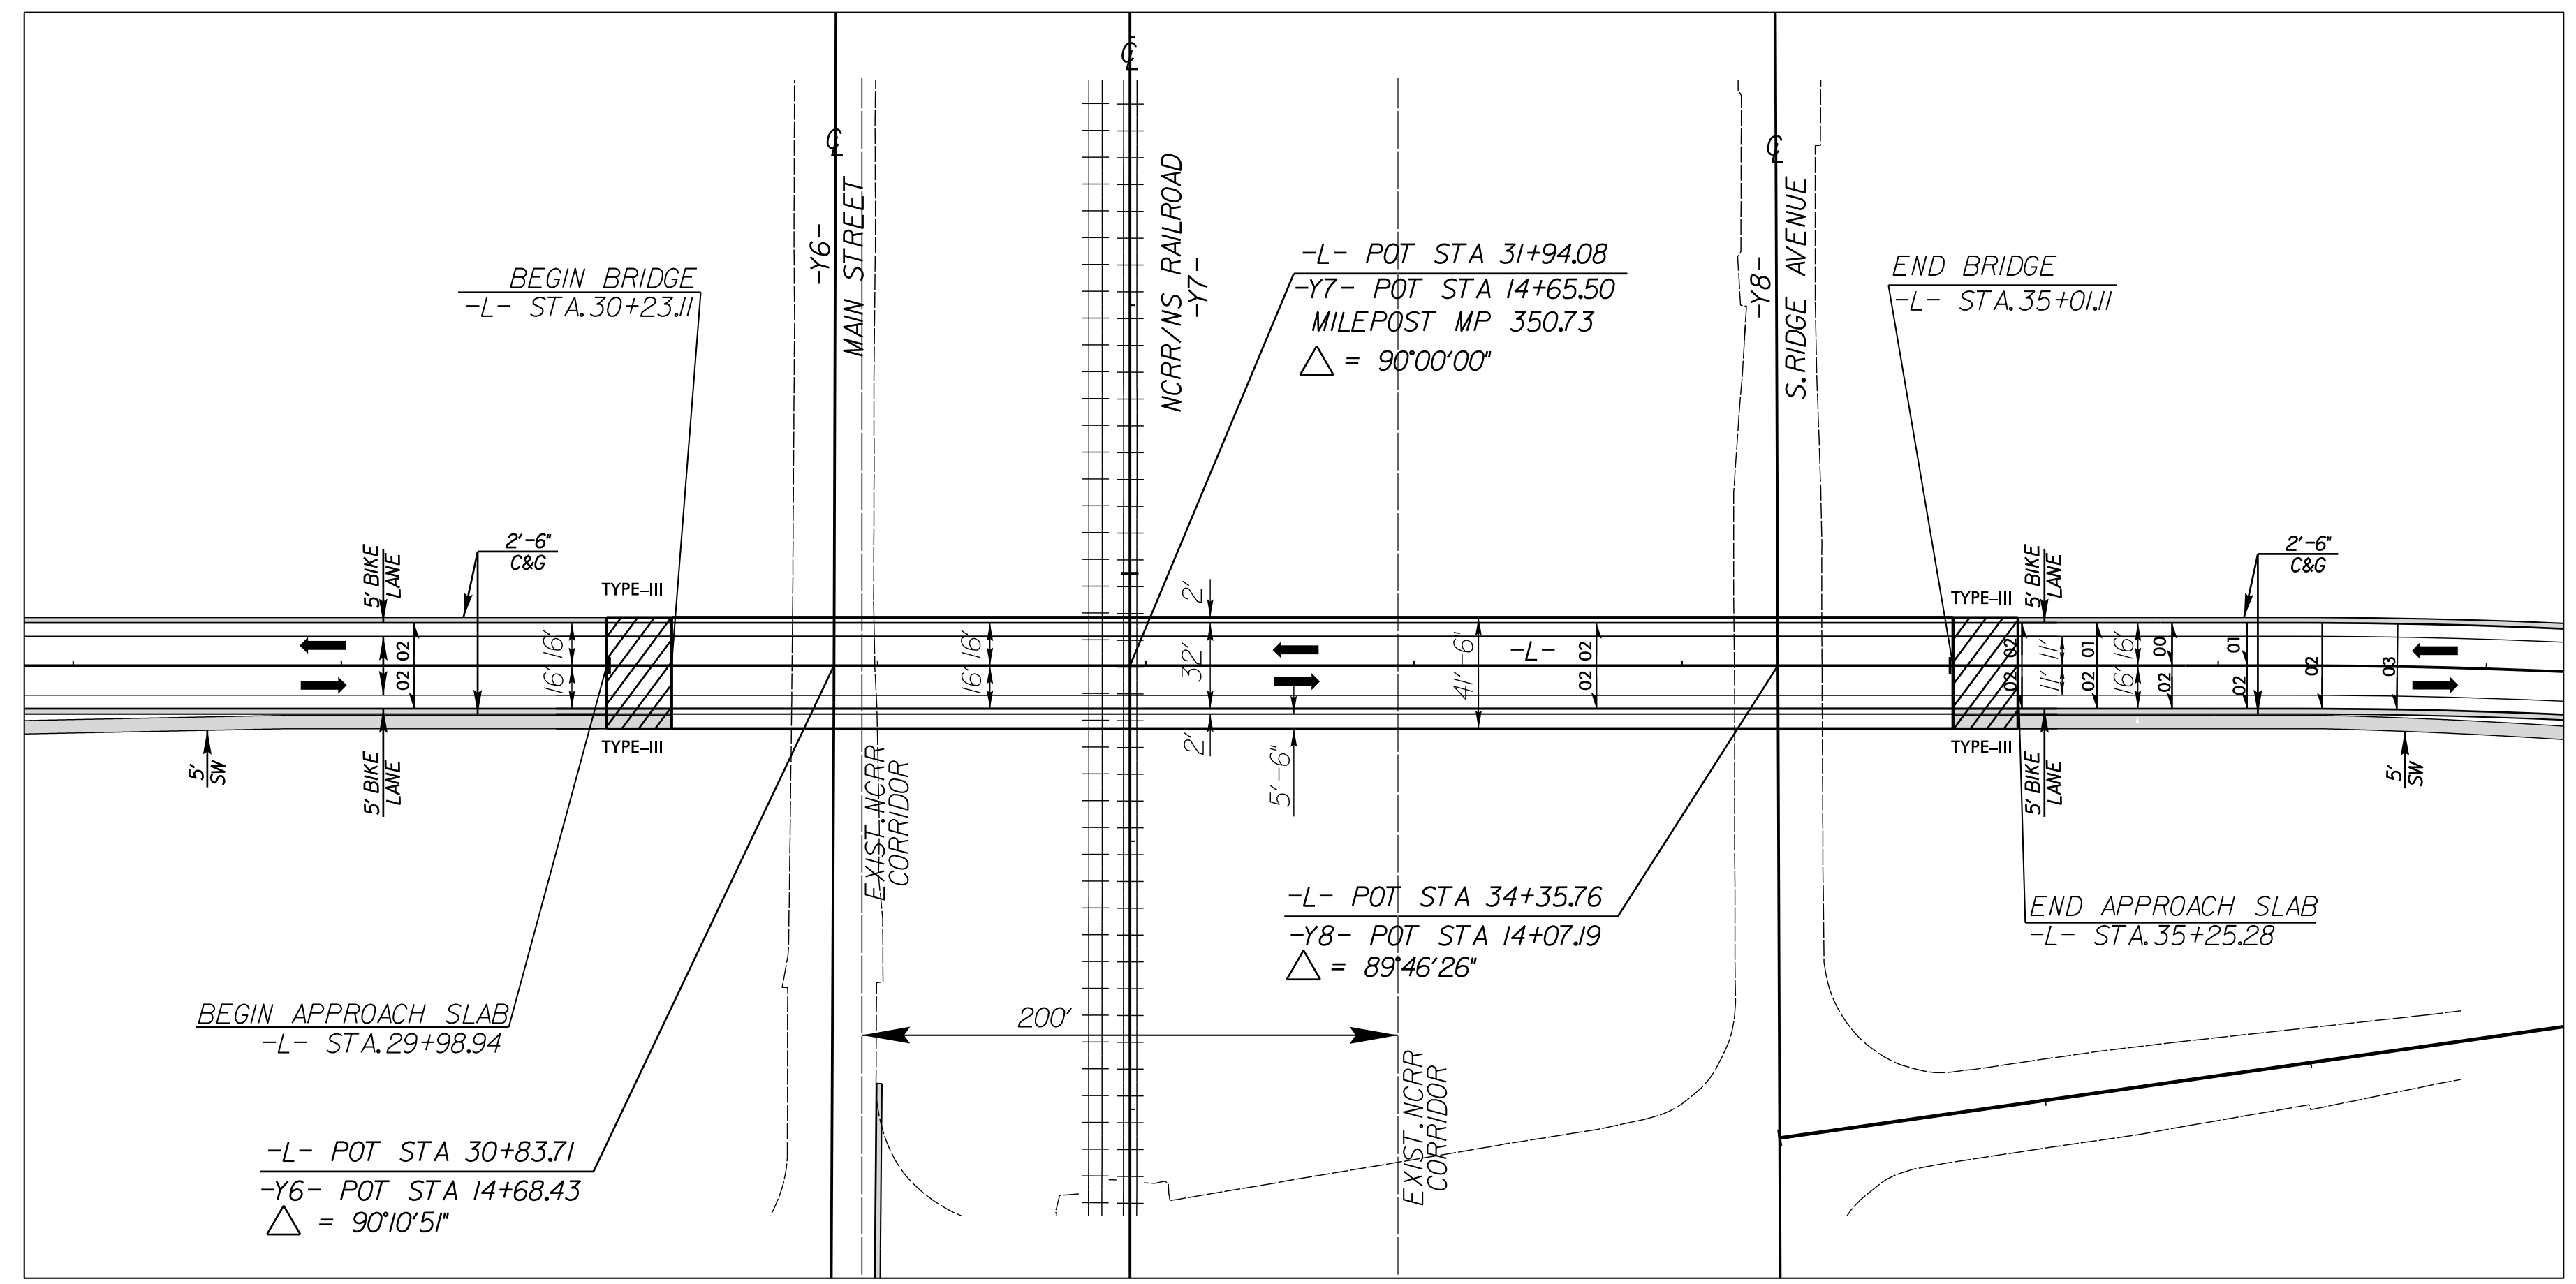 ℄
℄
℄
-Y6-
MAIN STREET
NCRR/NS RAILROAD
-Y7-
-Y8-
S. RIDGE AVENUE
BEGIN BRIDGE
-L- STA. 30+23.11
-L- POT STA 31+94.08
-Y7- POT STA 14+65.50
MILEPOST MP 350.73
△ = 90°00'00"
END BRIDGE
-L- STA. 35+01.11
5' BIKE
LANE
2'-6"
C&G
TYPE-III
2'
TYPE-III
5' BIKE
LANE
2'-6"
C&G
02
02
16'
16'
16'
16'
32'
41'-6"
-L-
02
02
02
02
11'
11'
01
02
16'
16'
00
02
01
02
02
03
5'
SW
5' BIKE
LANE
TYPE-III
2'
5'-6"
TYPE-III
5' BIKE
LANE
5'
SW
EXIST. NCRR
CORRIDOR
-L- POT STA 34+35.76
-Y8- POT STA 14+07.19
△ = 89°46'26"
END APPROACH SLAB
-L- STA. 35+25.28
BEGIN APPROACH SLAB
-L- STA. 29+98.94
200'
EXIST. NCRR
CORRIDOR
-L- POT STA 30+83.71
-Y6- POT STA 14+68.43
△ = 90°10'51"